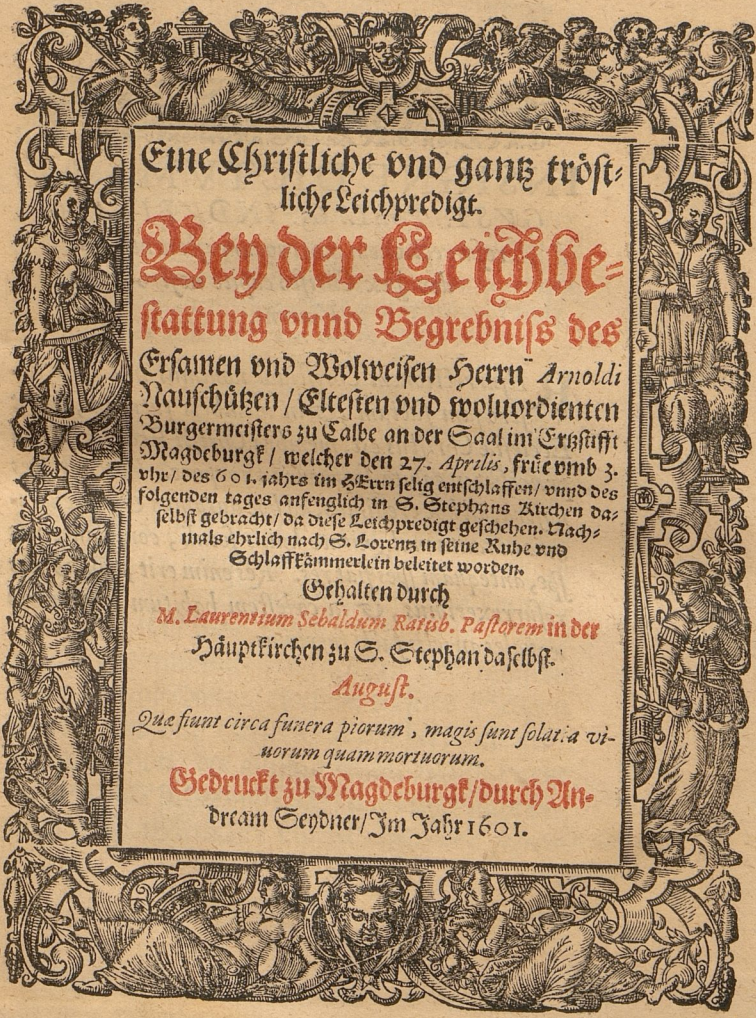 Eine Christliche vnd gantz tröst-
liche Leichpredigt.
Bey der Leichbe-
stattung vnnd Begrebniss des
Ersamen vnd Wolweisen Herrn Arnoldi
Nauschützen / Eltesten vnd woluordienten
Burgermeisters zu Calbe an der Saal im Ertzstifft
Magdeburgk / welcher den 27. Aprilis, früe vmb 3.
vhr / des 601. jahrs im HErrn selig entschlaffen / vnnd des
folgenden tages anfenglich in S. Stephans Kirchen da-
selbst gebracht / da diese Leichpredigt geschehen. Nach-
mals ehrlich nach S. Lorentz in seine Ruhe vnd
Schlaffkämmerlein beleitet worden.
Gehalten durch
M. Laurentium Sebaldum Ratisb. Pastorem in der
Häuptkirchen zu S. Stephan daselbst.
August.
Quæ fiunt circa funera piorum, magis sunt solatia vi-
uorum quam mortuorum.
Gedruckt zu Magdeburgk / durch An-
dream Seydner / Im Jahr 1601.